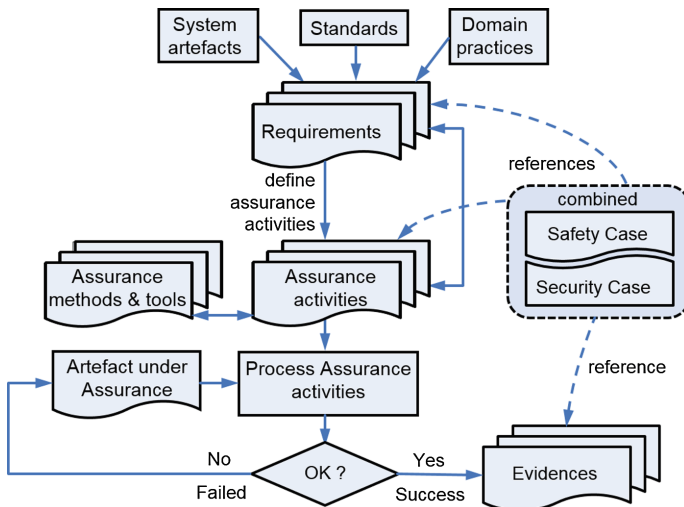 System
artefacts
Standards
Domain
practices
Requirements
references
define
assurance
activities
combined
Safety Case
Security Case
Assurance
methods & tools
Assurance
activities
Artefact under
Assurance
Process Assurance
activities
reference
No
Failed
OK ?
Yes
Success
Evidences